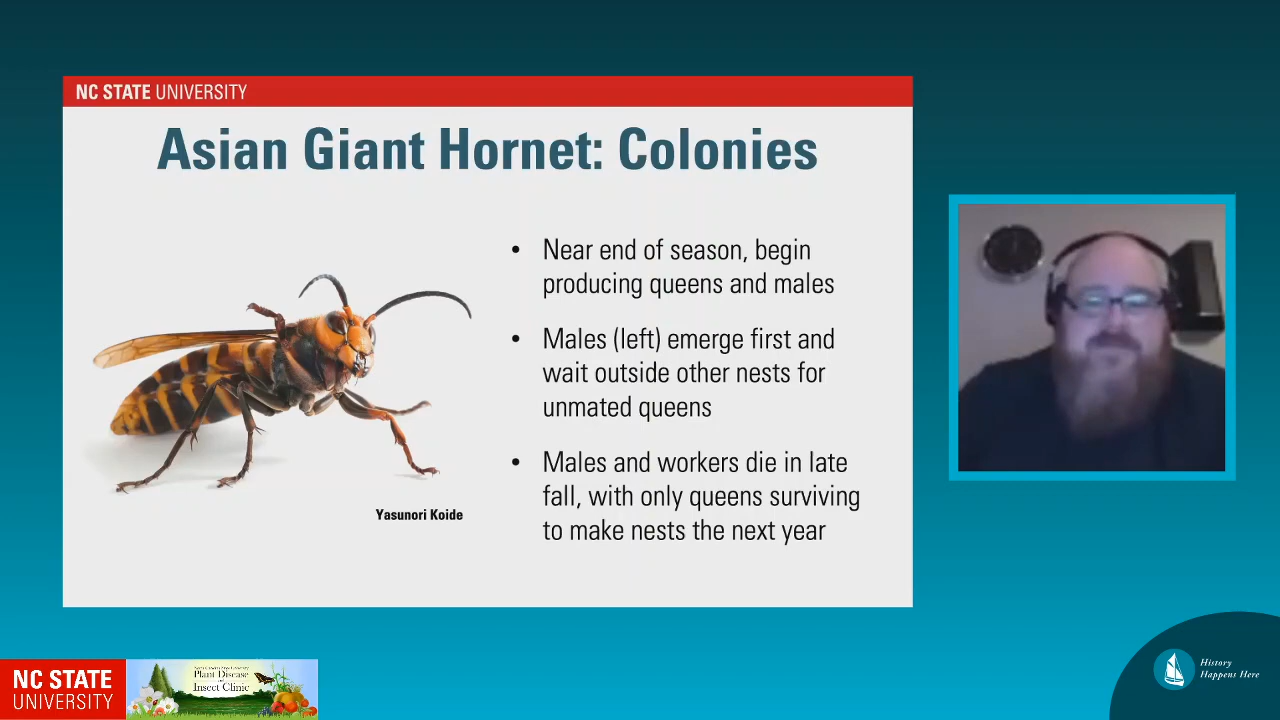 NC STATE UNIVERSITY
Asian Giant Hornet: Colonies
• Near end of season, begin
producing queens and males
• Males (left) emerge first and
wait outside other nests for
unmated queens
• Males and workers die in late
fall, with only queens surviving
to make nests the next year
Yasunori Koide
NC STATE
UNIVERSITY
Plant Disease
and
Insect Clinic
History
Happens Here